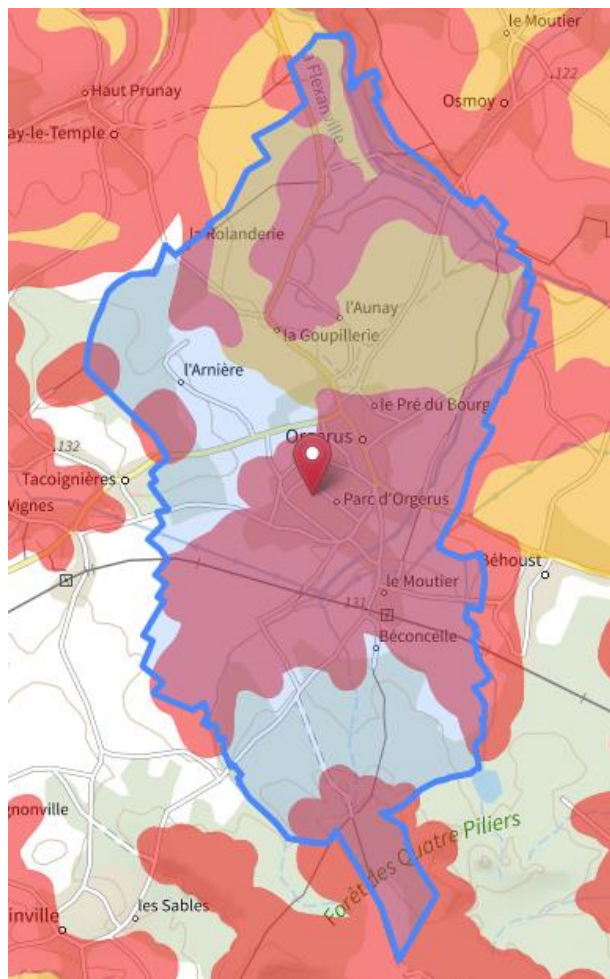 le Moutier
122
Haut Prunay
Osmoy
ay-le-Temple
Flexanville
la Rolanderie
l'Aunay
la Goupillerie
l'Arnière
le Pré du Bourg
Orgerus
132
Tacoignières
Vignes
Parc d'Orgerus
Béhoust
le Moutier
131
Béconcelle
gnonville
Forêt des Quatre Piliers
les Sables
inville